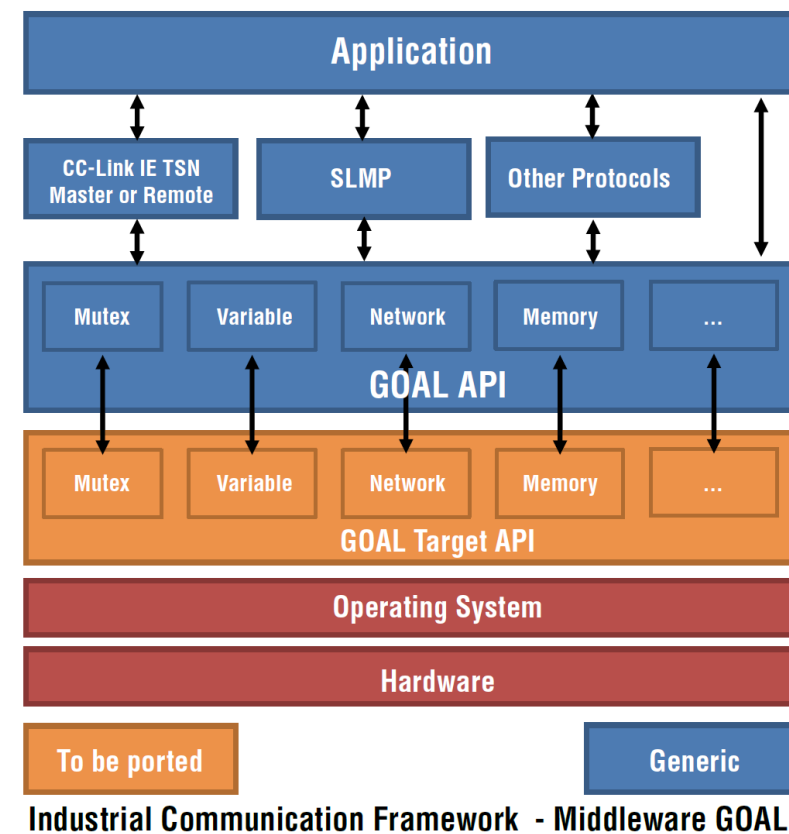 Application
CC-Link IE TSN
Master or Remote
SLMP
Other Protocols
Mutex
Variable
Network
Memory
...
GOAL API
Mutex
Variable
Network
Memory
...
GOAL Target API
Operating System
Hardware
To be ported
Generic
Industrial Communication Framework - Middleware GOAL